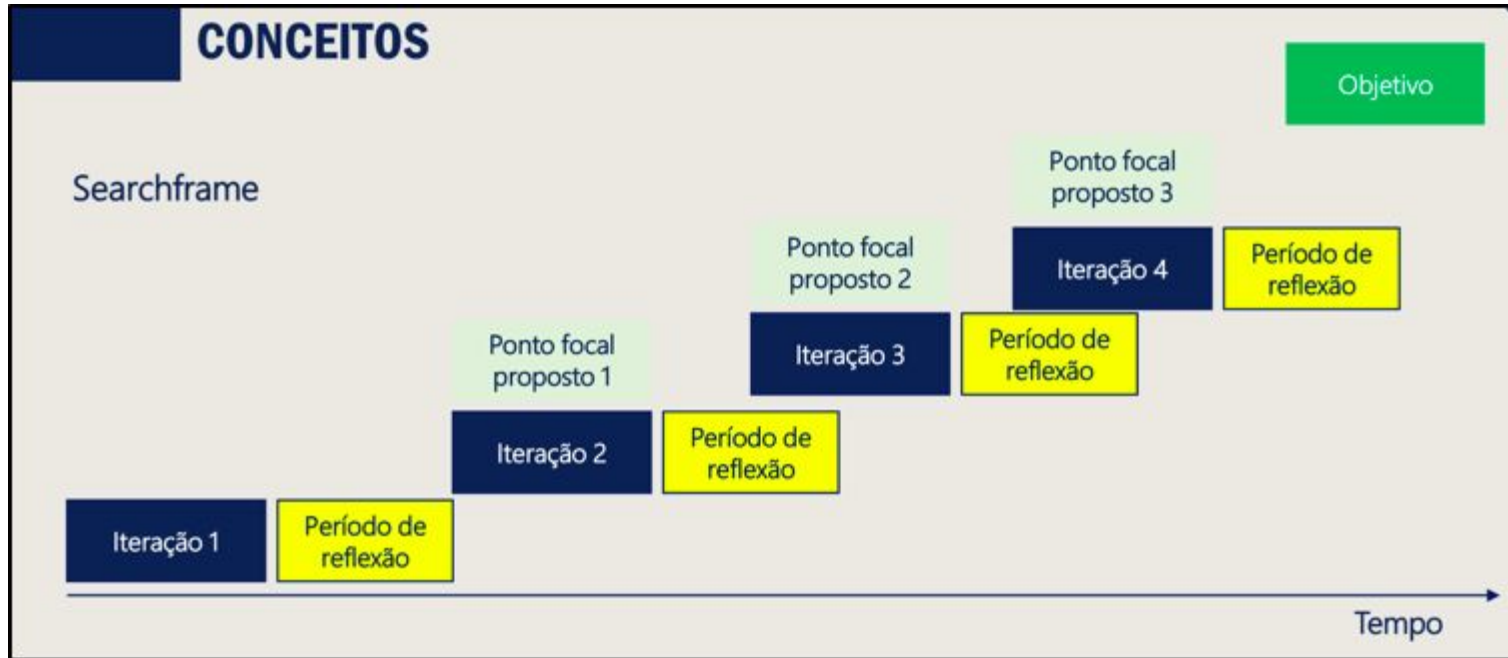 CONCEITOS
Objetivo
Searchframe
Ponto focal
proposto 3
Iteração 4
Período de
reflexão
Ponto focal
proposto 2
Iteração 3
Período de
reflexão
Ponto focal
proposto 1
Iteração 2
Período de
reflexão
Iteração 1
Período de
reflexão
Tempo